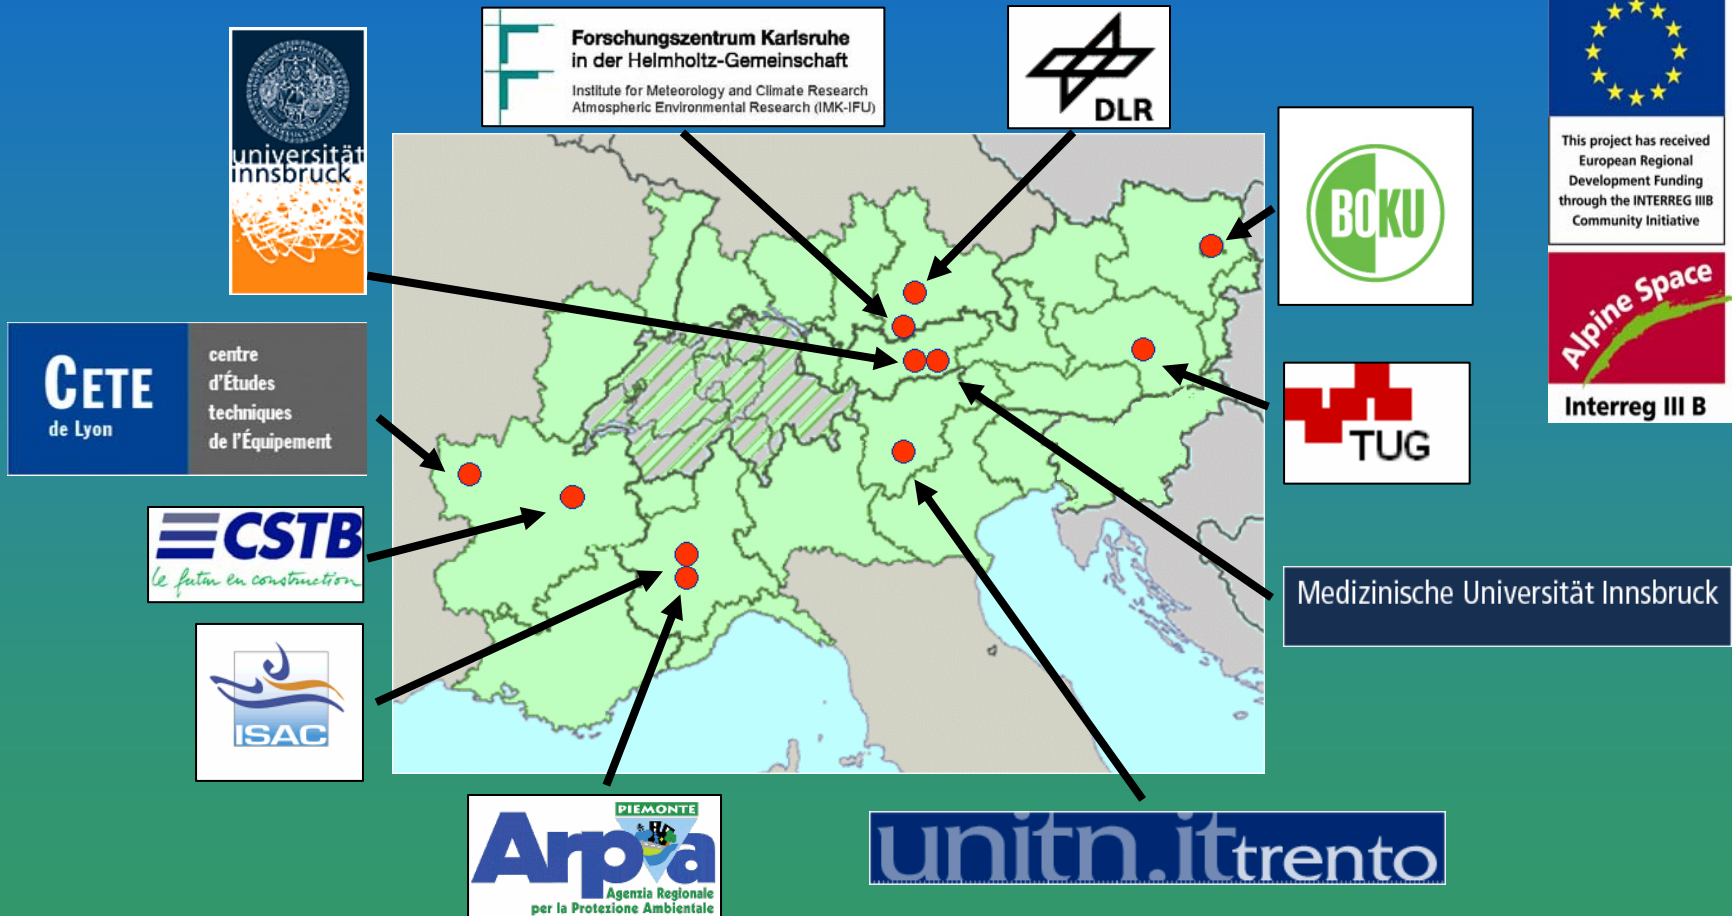 universität
innsbruck
Forschungszentrum Karlsruhe
in der Helmholtz-Gemeinschaft
Institute for Meteorology and Climate Research
Atmospheric Environmental Research (IMK-IFU)
DLR
BOKU
This project has received
European Regional
Development Funding
through the INTERREG IIIB
Community Initiative
Alpine Space
Interreg III B
CETE
de Lyon
centre
d'Études
techniques
de l'Équipement
TUG
CSTB
le futur en construction
Medizinische Universität Innsbruck
ISAC
PIEMONTE
Arpa
Agenzia Regionale
per la Protezione Ambientale
unitn.it trento